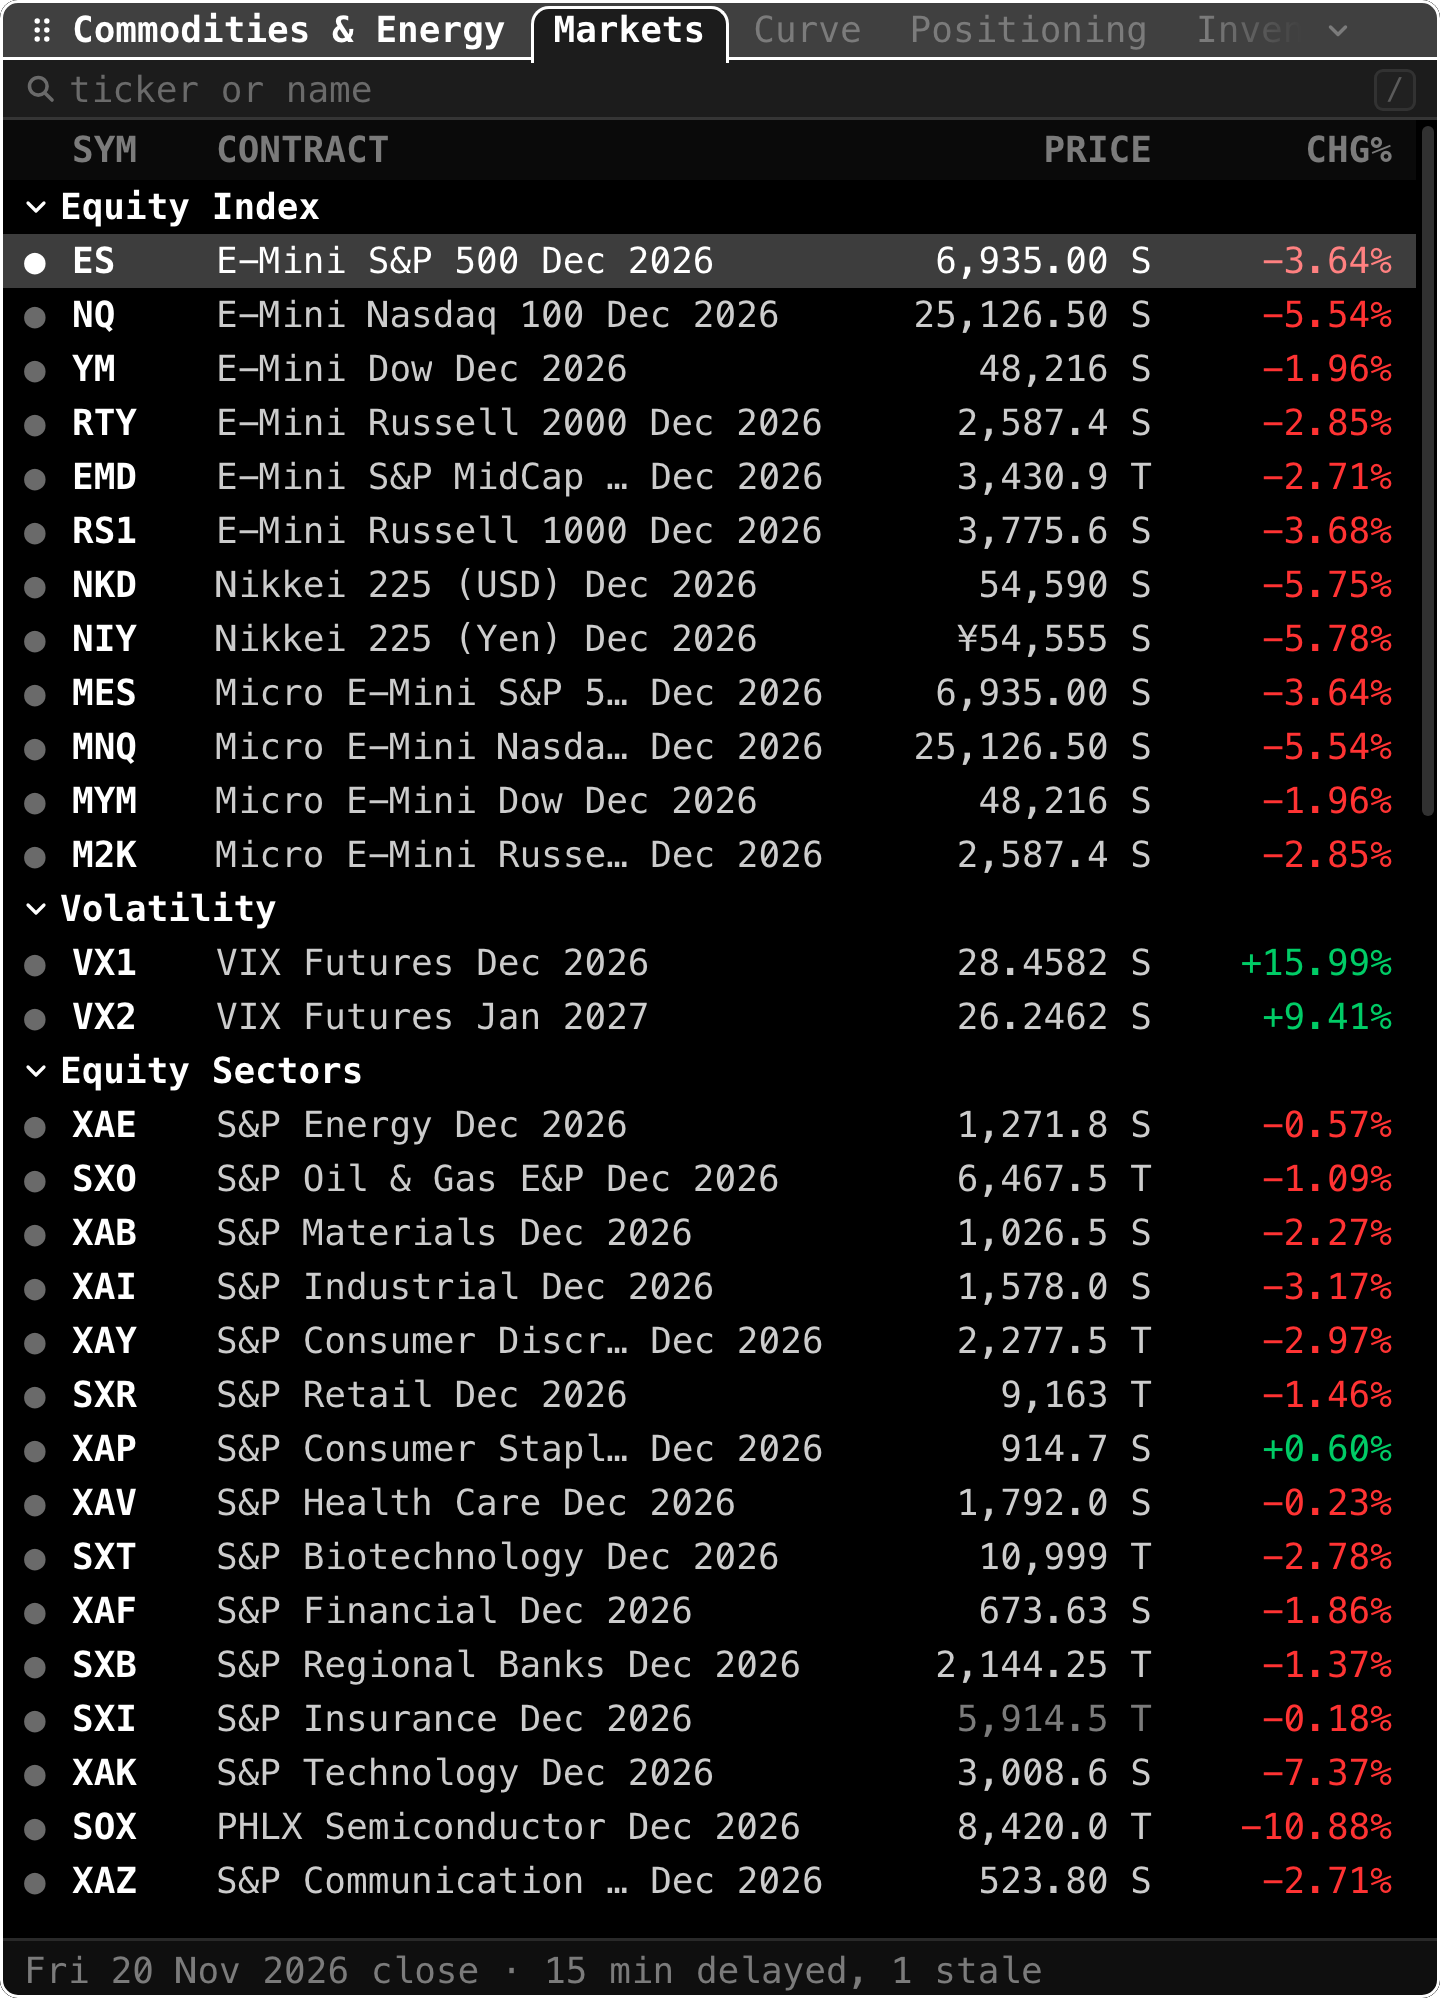 Commodities & Energy Markets Curve Positioning Inven
ticker or name /
SYM CONTRACT PRICE CHG%
Equity Index
ES E−Mini S&P 500 Dec 2026 6,935.00 S −3.64%
NQ E−Mini Nasdaq 100 Dec 2026 25,126.50 S −5.54%
YM E−Mini Dow Dec 2026 48,216 S −1.96%
RTY E−Mini Russell 2000 Dec 2026 2,587.4 S −2.85%
EMD E−Mini S&P MidCap … Dec 2026 3,430.9 T −2.71%
RS1 E−Mini Russell 1000 Dec 2026 3,775.6 S −3.68%
NKD Nikkei 225 (USD) Dec 2026 54,590 S −5.75%
NIY Nikkei 225 (Yen) Dec 2026 ¥54,555 S −5.78%
MES Micro E−Mini S&P 5… Dec 2026 6,935.00 S −3.64%
MNQ Micro E−Mini Nasda… Dec 2026 25,126.50 S −5.54%
MYM Micro E−Mini Dow Dec 2026 48,216 S −1.96%
M2K Micro E−Mini Russe… Dec 2026 2,587.4 S −2.85%
Volatility
VX1 VIX Futures Dec 2026 28.4582 S +15.99%
VX2 VIX Futures Jan 2027 26.2462 S +9.41%
Equity Sectors
XAE S&P Energy Dec 2026 1,271.8 S −0.57%
SXO S&P Oil & Gas E&P Dec 2026 6,467.5 T −1.09%
XAB S&P Materials Dec 2026 1,026.5 S −2.27%
XAI S&P Industrial Dec 2026 1,578.0 S −3.17%
XAY S&P Consumer Discr… Dec 2026 2,277.5 T −2.97%
SXR S&P Retail Dec 2026 9,163 T −1.46%
XAP S&P Consumer Stapl… Dec 2026 914.7 S +0.60%
XAV S&P Health Care Dec 2026 1,792.0 S −0.23%
SXT S&P Biotechnology Dec 2026 10,999 T −2.78%
XAF S&P Financial Dec 2026 673.63 S −1.86%
SXB S&P Regional Banks Dec 2026 2,144.25 T −1.37%
SXI S&P Insurance Dec 2026 5,914.5 T −0.18%
XAK S&P Technology Dec 2026 3,008.6 S −7.37%
SOX PHLX Semiconductor Dec 2026 8,420.0 T −10.88%
XAZ S&P Communication … Dec 2026 523.80 S −2.71%
Fri 20 Nov 2026 close · 15 min delayed, 1 stale